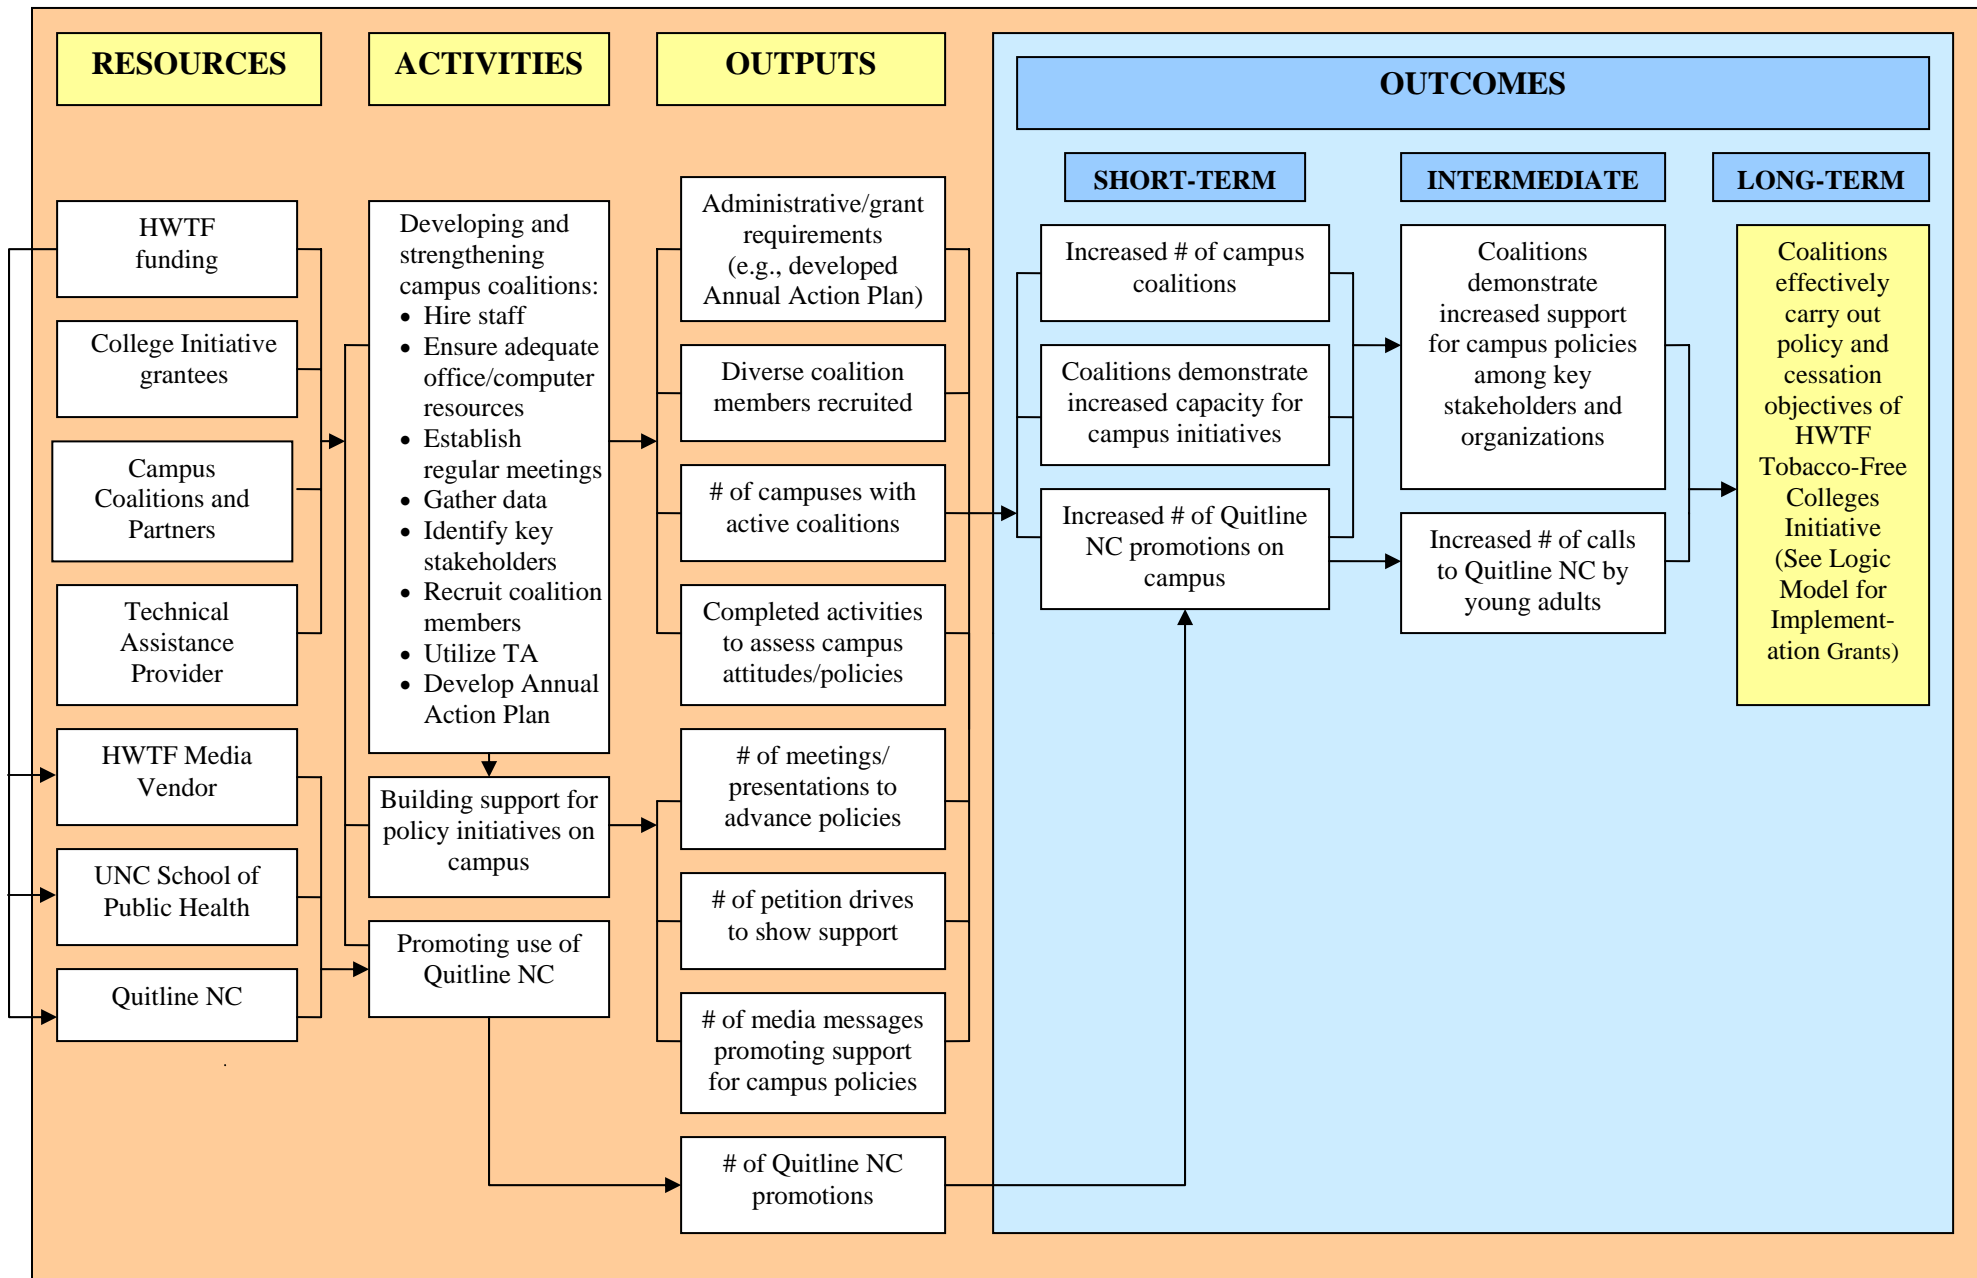 RESOURCES
ACTIVITIES
OUTPUTS
OUTCOMES
SHORT-TERM
INTERMEDIATE
LONG-TERM
HWTF
funding
College Initiative
grantees
Campus
Coalitions and
Partners
Technical
Assistance
Provider
HWTF Media
Vendor
UNC School of
Public Health
Quitline NC
Developing and
strengthening
campus coalitions:
• Hire staff
• Ensure adequate
office/computer
resources
• Establish
regular meetings
• Gather data
• Identify key
stakeholders
• Recruit coalition
members
• Utilize TA
• Develop Annual
Action Plan
Building support for
policy initiatives on
campus
Promoting use of
Quitline NC
Administrative/grant
requirements
(e.g., developed
Annual Action Plan)
Diverse coalition
members recruited
# of campuses with
active coalitions
Completed activities
to assess campus
attitudes/policies
# of meetings/
presentations to
advance policies
# of petition drives
to show support
# of media messages
promoting support
for campus policies
# of Quitline NC
promotions
Increased # of campus
coalitions
Coalitions demonstrate
increased capacity for
campus initiatives
Increased # of Quitline
NC promotions on
campus
Coalitions
demonstrate
increased support
for campus policies
among key
stakeholders and
organizations
Increased # of calls
to Quitline NC by
young adults
Coalitions
effectively
carry out
policy and
cessation
objectives of
HWTF
Tobacco-Free
Colleges
Initiative
(See Logic
Model for
Implement-
ation Grants)